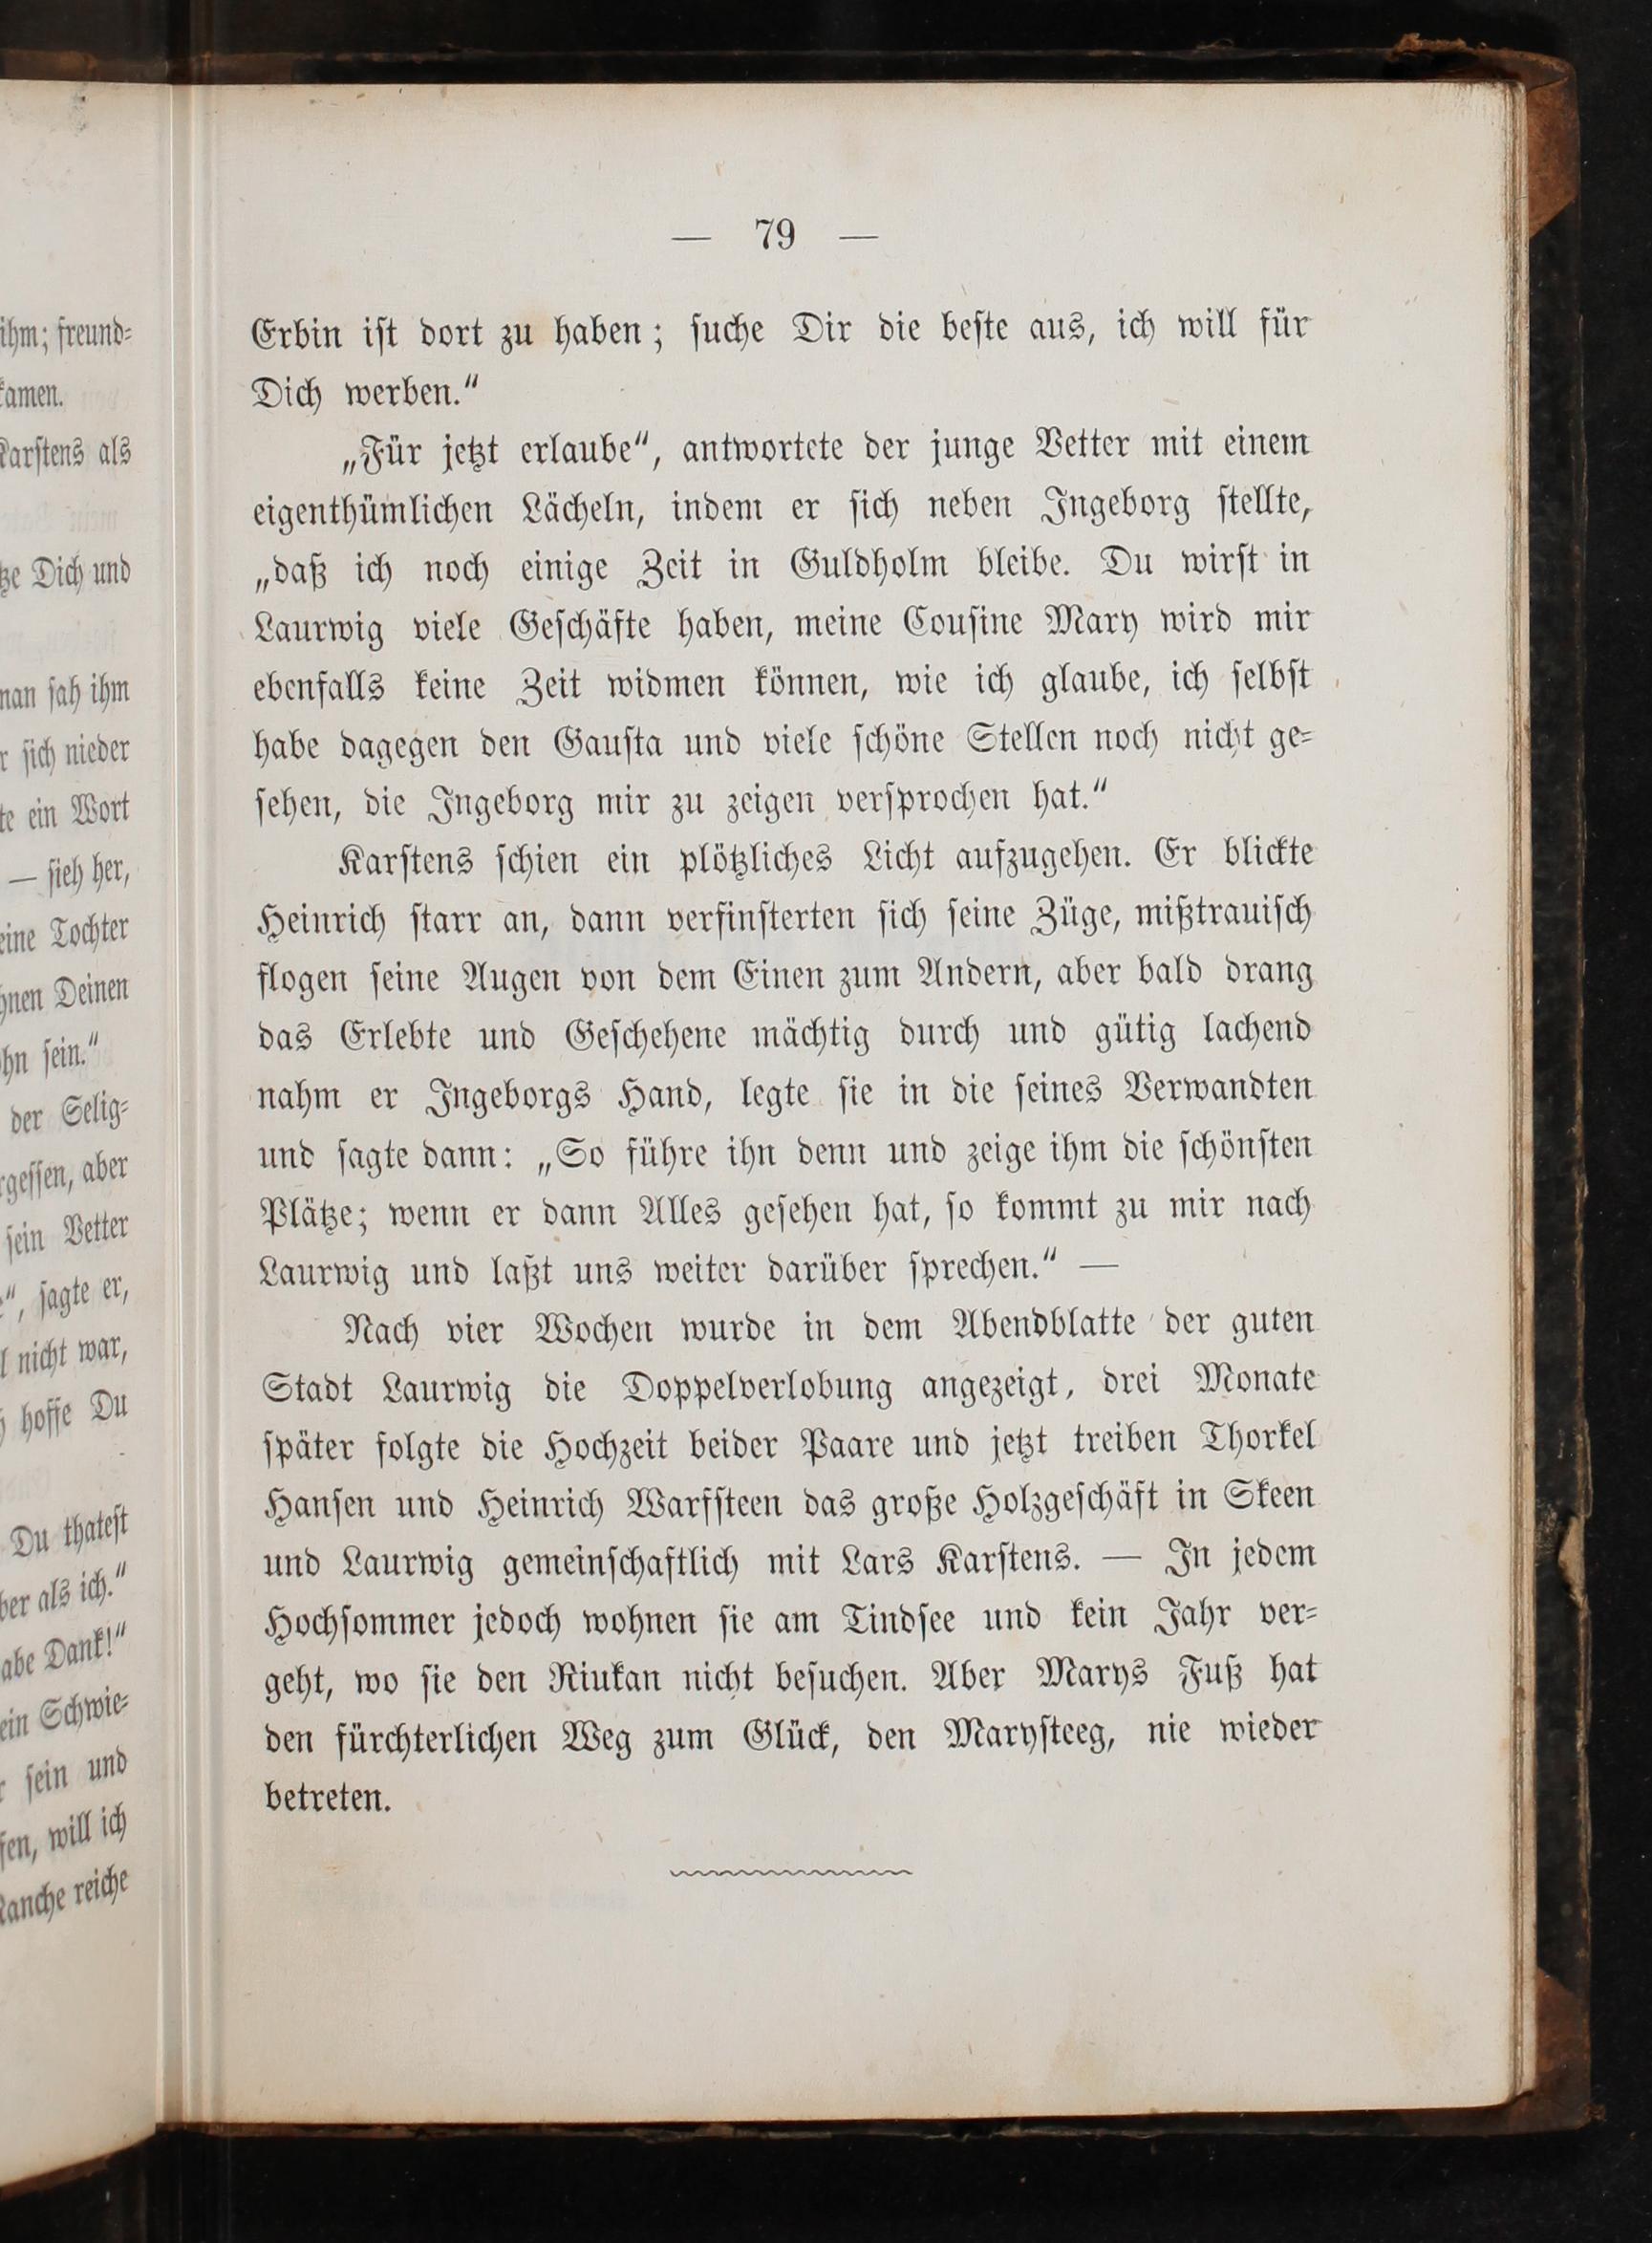 — 79 —
Erbin ist dort zu haben; suche Dir die beste aus, ich will für
Dich werben.“
„Für jetzt erlaube“, antwortete der junge Vetter mit einem
eigenthümlichen Lächeln, indem er sich neben Ingeborg stellte,
„daß ich noch einige Zeit in Guldholm bleibe. Du wirst in
Laurwig viele Geschäfte haben, meine Cousine Mary wird mir
ebenfalls keine Zeit widmen können, wie ich glaube, ich selbst
habe dagegen den Gausta und viele schöne Stellen noch nicht ge-
sehen, die Ingeborg mir zu zeigen versprochen hat.“
Karstens schien ein plötzliches Licht aufzugehen. Er blickte
Heinrich starr an, dann verfinsterten sich seine Züge, mißtrauisch
flogen seine Augen von dem Einen zum Andern, aber bald drang
das Erlebte und Geschehene mächtig durch und gütig lachend
nahm er Ingeborgs Hand, legte sie in die seines Verwandten
und sagte dann: „So führe ihn denn und zeige ihm die schönsten
Plätze; wenn er dann Alles gesehen hat, so kommt zu mir nach
Laurwig und laßt uns weiter darüber sprechen.“ —
Nach vier Wochen wurde in dem Abendblatte der guten
Stadt Laurwig die Doppelverlobung angezeigt, drei Monate
später folgte die Hochzeit beider Paare und jetzt treiben Thorkel
Hansen und Heinrich Warfsteen das große Holzgeschäft in Skeen
und Laurwig gemeinschaftlich mit Lars Karstens. — In jedem
Hochsommer jedoch wohnen sie am Tindsee und kein Jahr ver-
geht, wo sie den Riukan nicht besuchen. Aber Marys Fuß hat
den fürchterlichen Weg zum Glück, den Marysteeg, nie wieder
betreten.